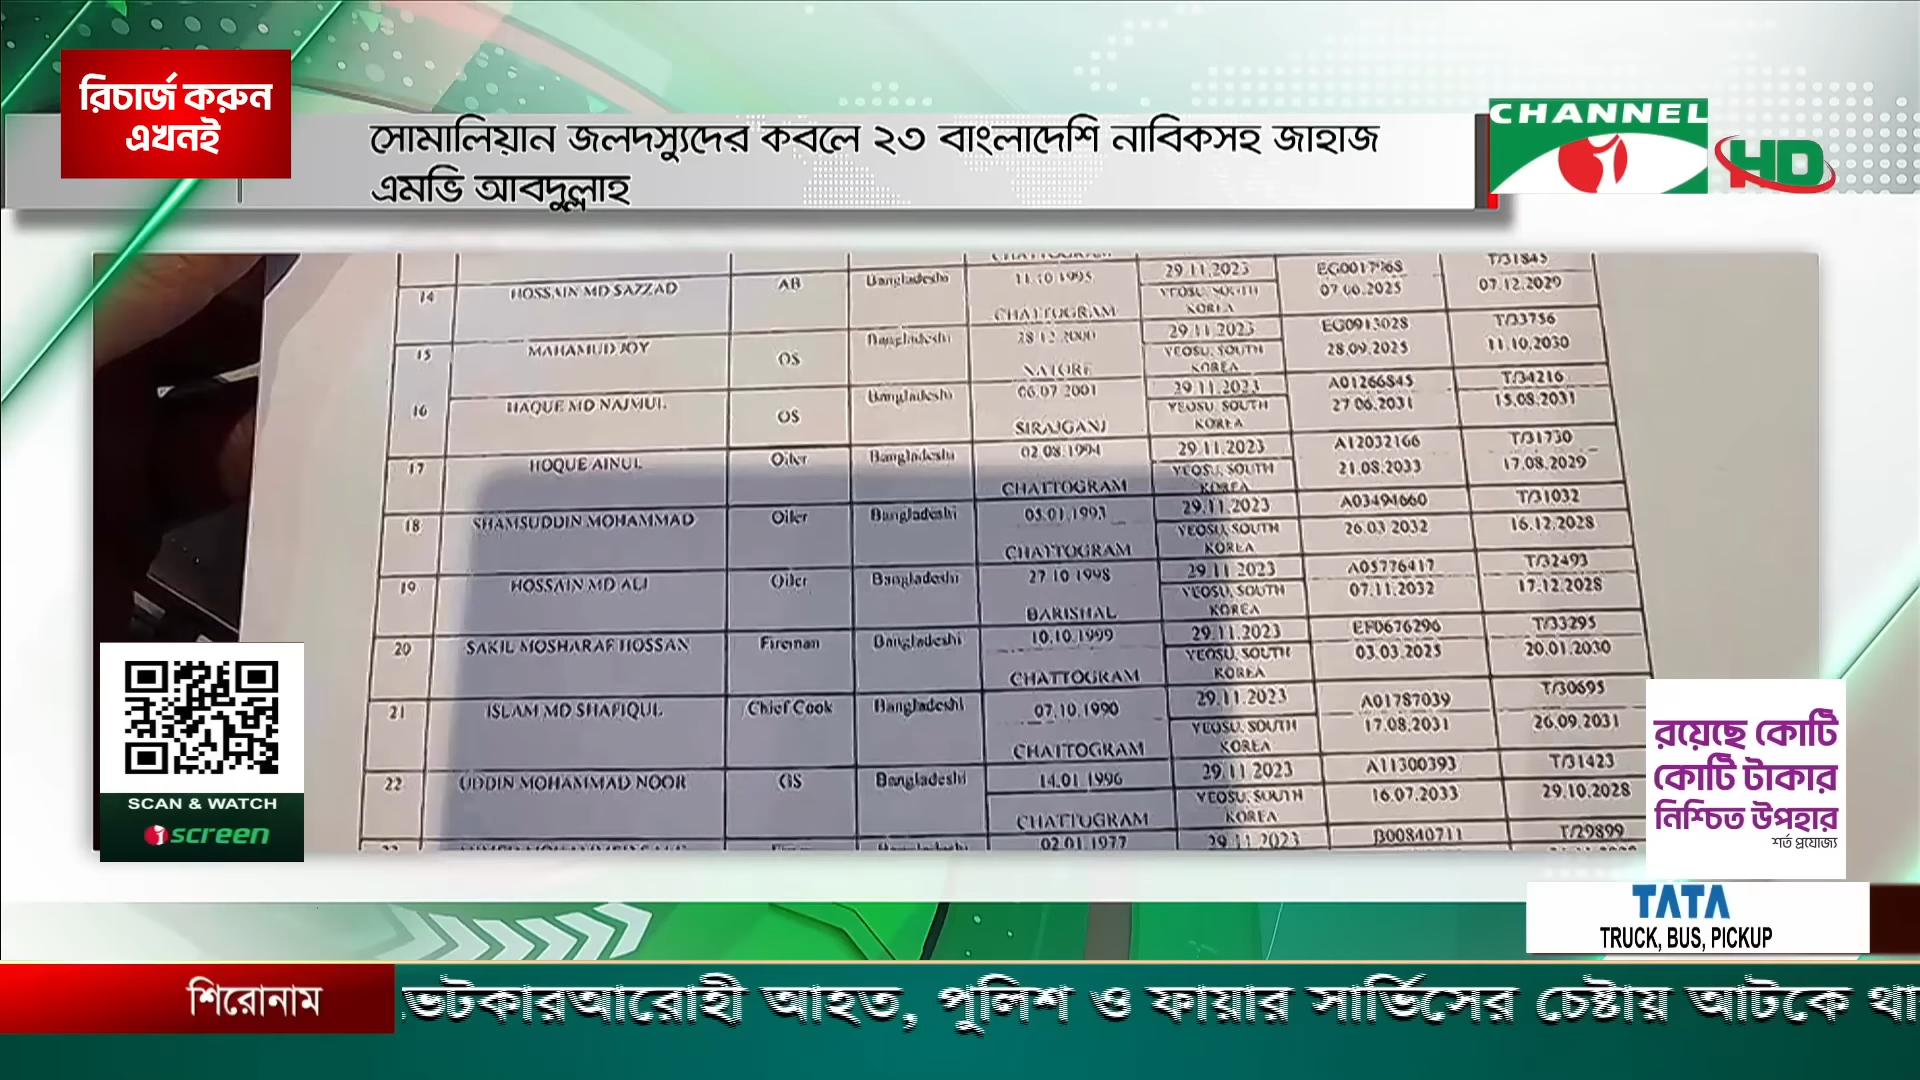 রিচার্জ করুন
এখনই
সোমালিয়ান জলদস্যুদের কবলে ২৩ বাংলাদেশি নাবিকসহ জাহাজ
এমভি আবদুল্লাহ
CHANNEL
HD
T/31845
14 HOSSAIN MD SAZZAD AB Bangladeshi 11.10.1995 29.11.2023 07.12.2029
CHATTOGRAM YEOSU, SOUTH KOREA 07.06.2025
15 MAHAMUD JOY OS Bangladeshi 28.12.2000 29.11.2023 EG0913028 T/33756
NATORE YEOSU, SOUTH KOREA 28.09.2025 11.10.2030
16 HAQUE MD NAJMUL OS Bangladeshi 06.07.2001 29.11.2023 A01266845 T/34216
SIRAJGANJ YEOSU, SOUTH KOREA 27.06.2031 15.08.2031
17 HOQUE AINUL Oiler Bangladeshi 02.08.1994 29.11.2023 A12032166 T/31730
CHATTOGRAM YEOSU, SOUTH KOREA 21.08.2033 17.08.2029
18 SHAMSUDDIN MOHAMMAD Oiler Bangladeshi 05.01.1993 29.11.2023 A03494660 T/31032
CHATTOGRAM YEOSU, SOUTH KOREA 26.03.2032 16.12.2028
19 HOSSAIN MD ALI Oiler Bangladeshi 27.10.1998 29.11.2023 A05776417 T/32493
BARISHAL YEOSU, SOUTH KOREA 07.11.2032 17.12.2028
20 SAKIL MOSHARAF HOSSAN Fireman Bangladeshi 10.10.1999 29.11.2023 EF0676296 T/33295
CHATTOGRAM YEOSU, SOUTH KOREA 03.03.2025 20.01.2030
21 ISLAM MD SHAFIQUL Chief Cook Bangladeshi 07.10.1990 29.11.2023 A01787039 T/30695
CHATTOGRAM YEOSU, SOUTH KOREA 17.08.2031 26.09.2031
22 UDDIN MOHAMMAD NOOR GS Bangladeshi 14.01.1996 29.11.2023 A11300393 T/31423
CHATTOGRAM YEOSU, SOUTH KOREA 16.07.2033 29.10.2028
02.01.1977 29.11.2023 B00840711 T/29899
SCAN & WATCH
iscreen
রয়েছে কোটি
কোটি টাকার
নিশ্চিত উপহার
শর্ত প্রযোজ্য
TATA
TRUCK, BUS, PICKUP
শিরোনাম
ভটকারআরোহী আহত, পুলিশ ও ফায়ার সার্ভিসের চেষ্টায় আটকে থা